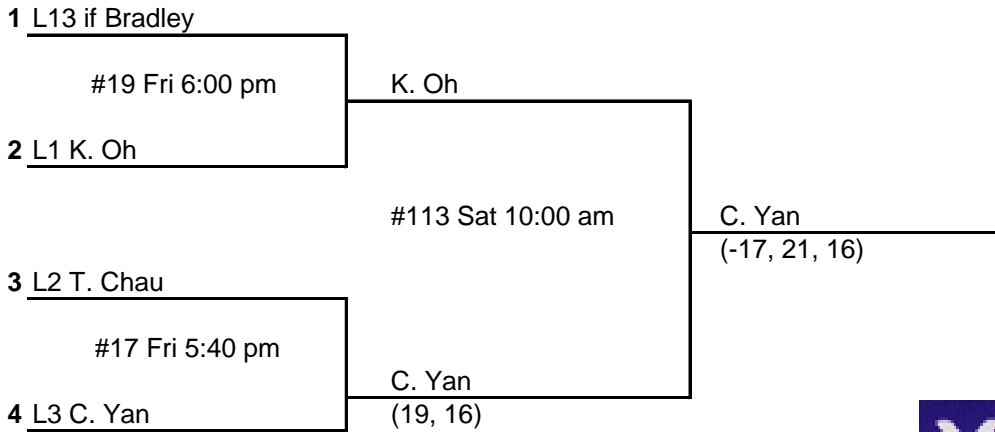 1 L13 if Bradley
#19 Fri 6:00 pm
K. Oh
2 L1 K. Oh
#113 Sat 10:00 am
C. Yan
(-17, 21, 16)
3 L2 T. Chau
#17 Fri 5:40 pm
C. Yan
(19, 16)
4 L3 C. Yan